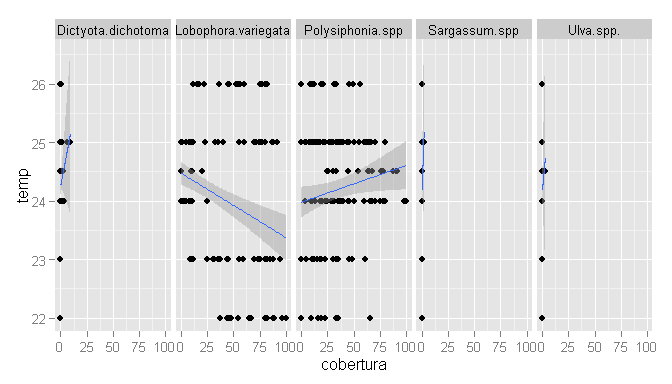 Dictyota.dichotoma Lobophora.variegata Polysiphonia.spp Sargassum.spp Ulva.spp.
26
25
24
23
22
temp
0 25 50 75 100 0 25 50 75 100 0 25 50 75 100 0 25 50 75 100 0 25 50 75 100
cobertura